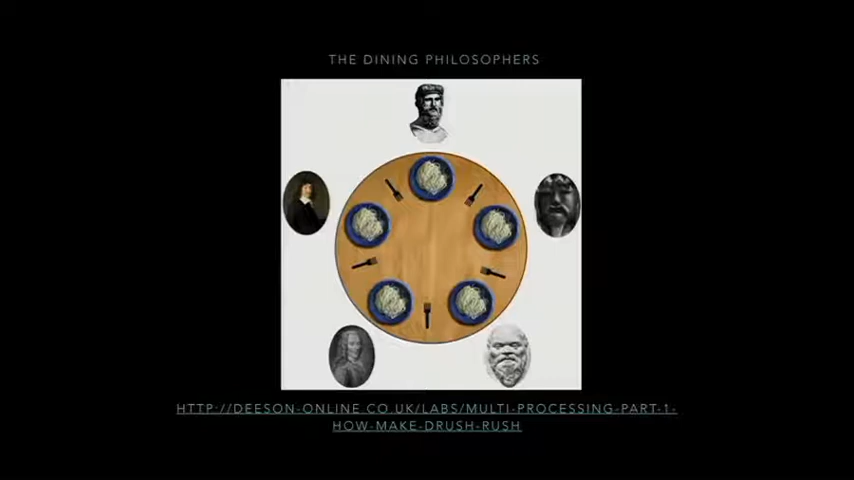 THE DINING PHILOSOPHERS
HTTP://DEESON-ONLINE.CO.UK/LABS/MULTI-PROCESSING-PART-1-
HOW-MAKE-DRUSH-RUSH